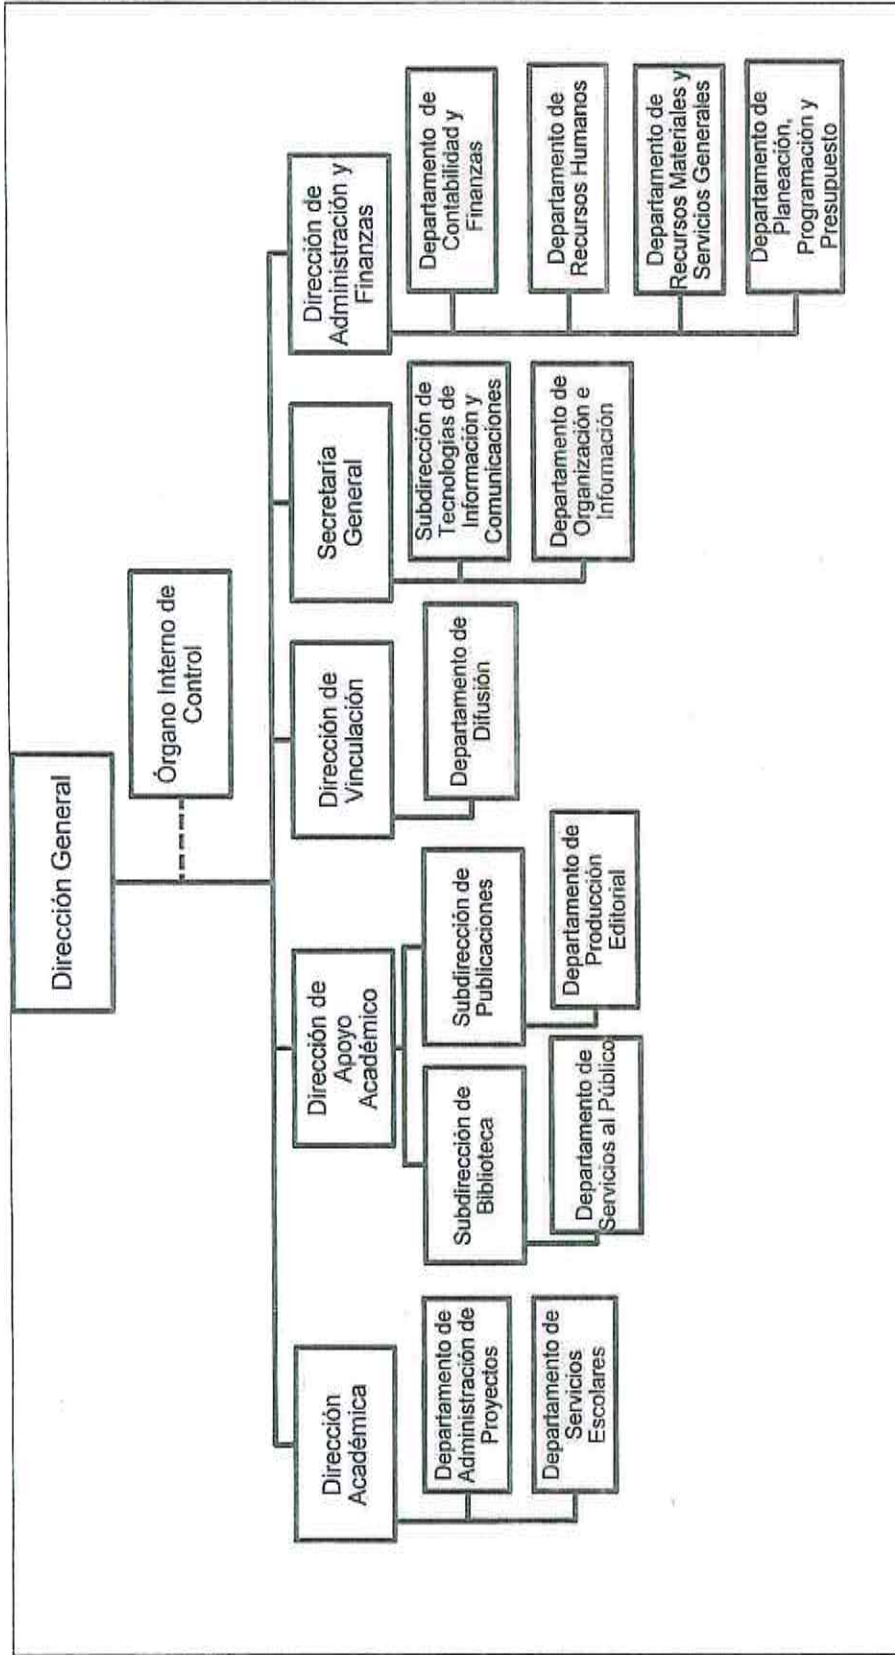 Dirección General
Órgano Interno de
Control
Dirección
Académica
Departamento de
Administración de
Proyectos
Departamento de
Servicios
Escolares
Dirección de
Apoyo
Académico
Subdirección de
Biblioteca
Departamento de
Servicios al Público
Subdirección de
Publicaciones
Departamento de
Producción
Editorial
Dirección de
Vinculación
Departamento de
Difusión
Secretaría
General
Subdirección de
Tecnologías de
Información y
Comunicaciones
Departamento de
Organización e
Información
Dirección de
Administración y
Finanzas
Departamento de
Contabilidad y
Finanzas
Departamento de
Recursos Humanos
Departamento de
Recursos Materiales y
Servicios Generales
Departamento de
Planeación,
Programación y
Presupuesto